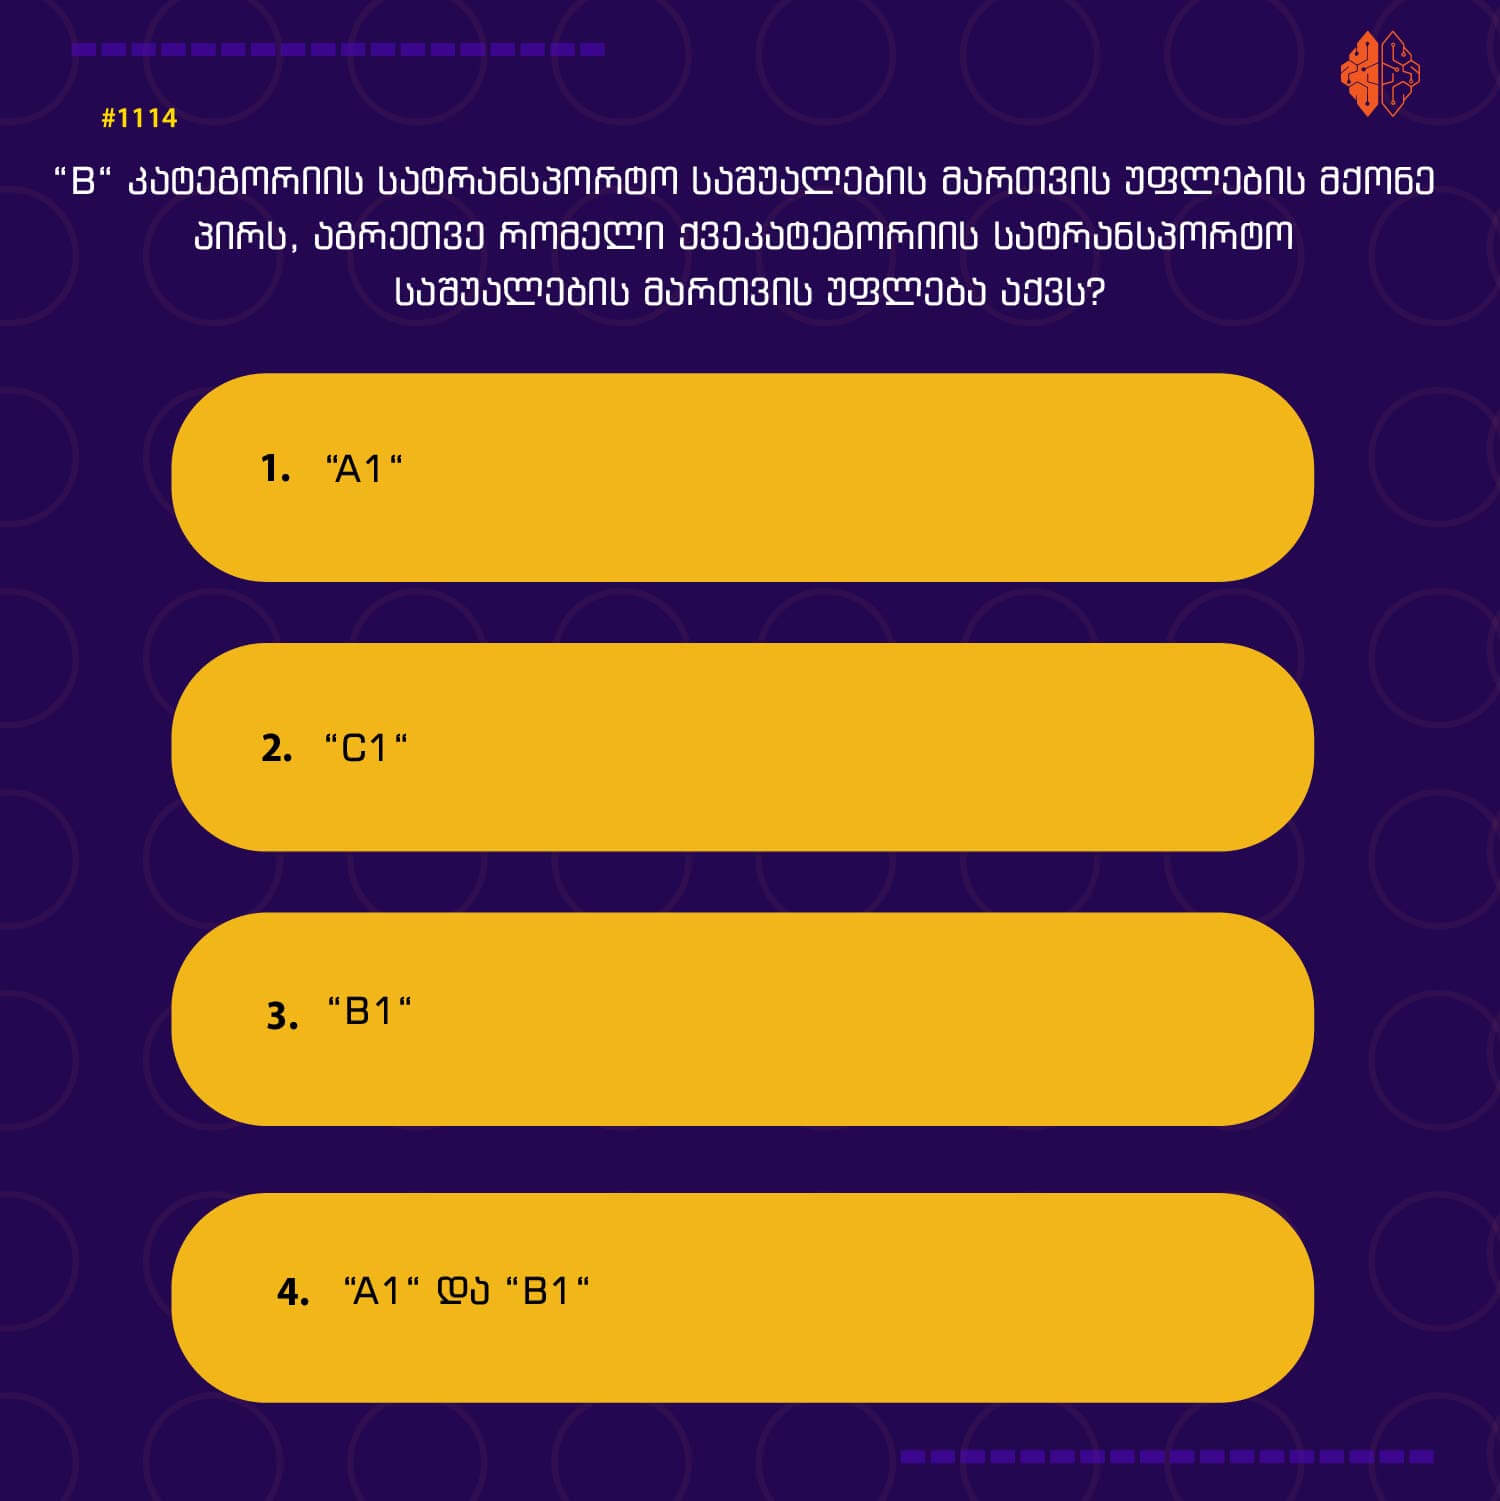 #1114
“B“ კატეგორიის სატრანსპორტო საშუალების მართვის უფლების მქონე
პირს, აგრეთვე რომელი ქვეკატეგორიის სატრანსპორტო
საშუალების მართვის უფლება აქვს?
1. “A1“
2. “C1“
3. “B1“
4. “A1“ და “B1“